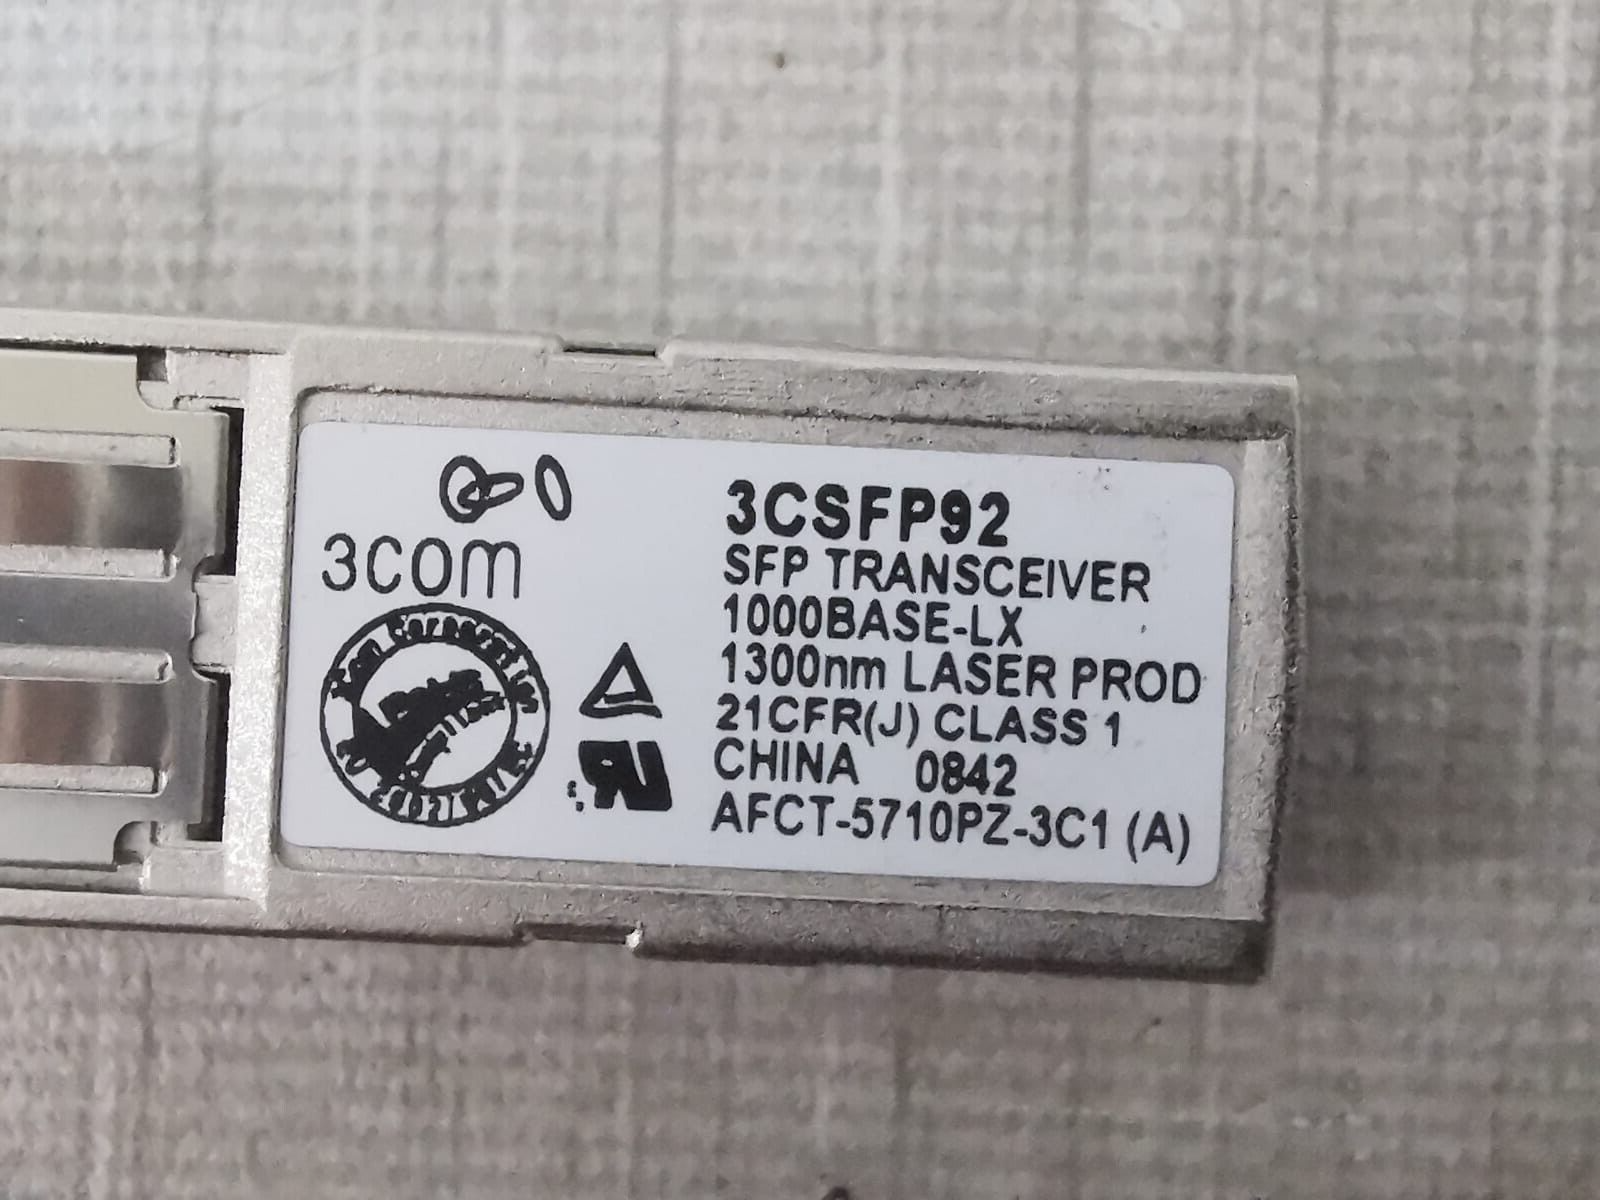 3COM
3CSFP92
SFP TRANSCEIVER
1000BASE-LX
1300nm LASER PROD
21CFR(J) CLASS 1
CHINA 0842
AFCT-5710PZ-3C1 (A)